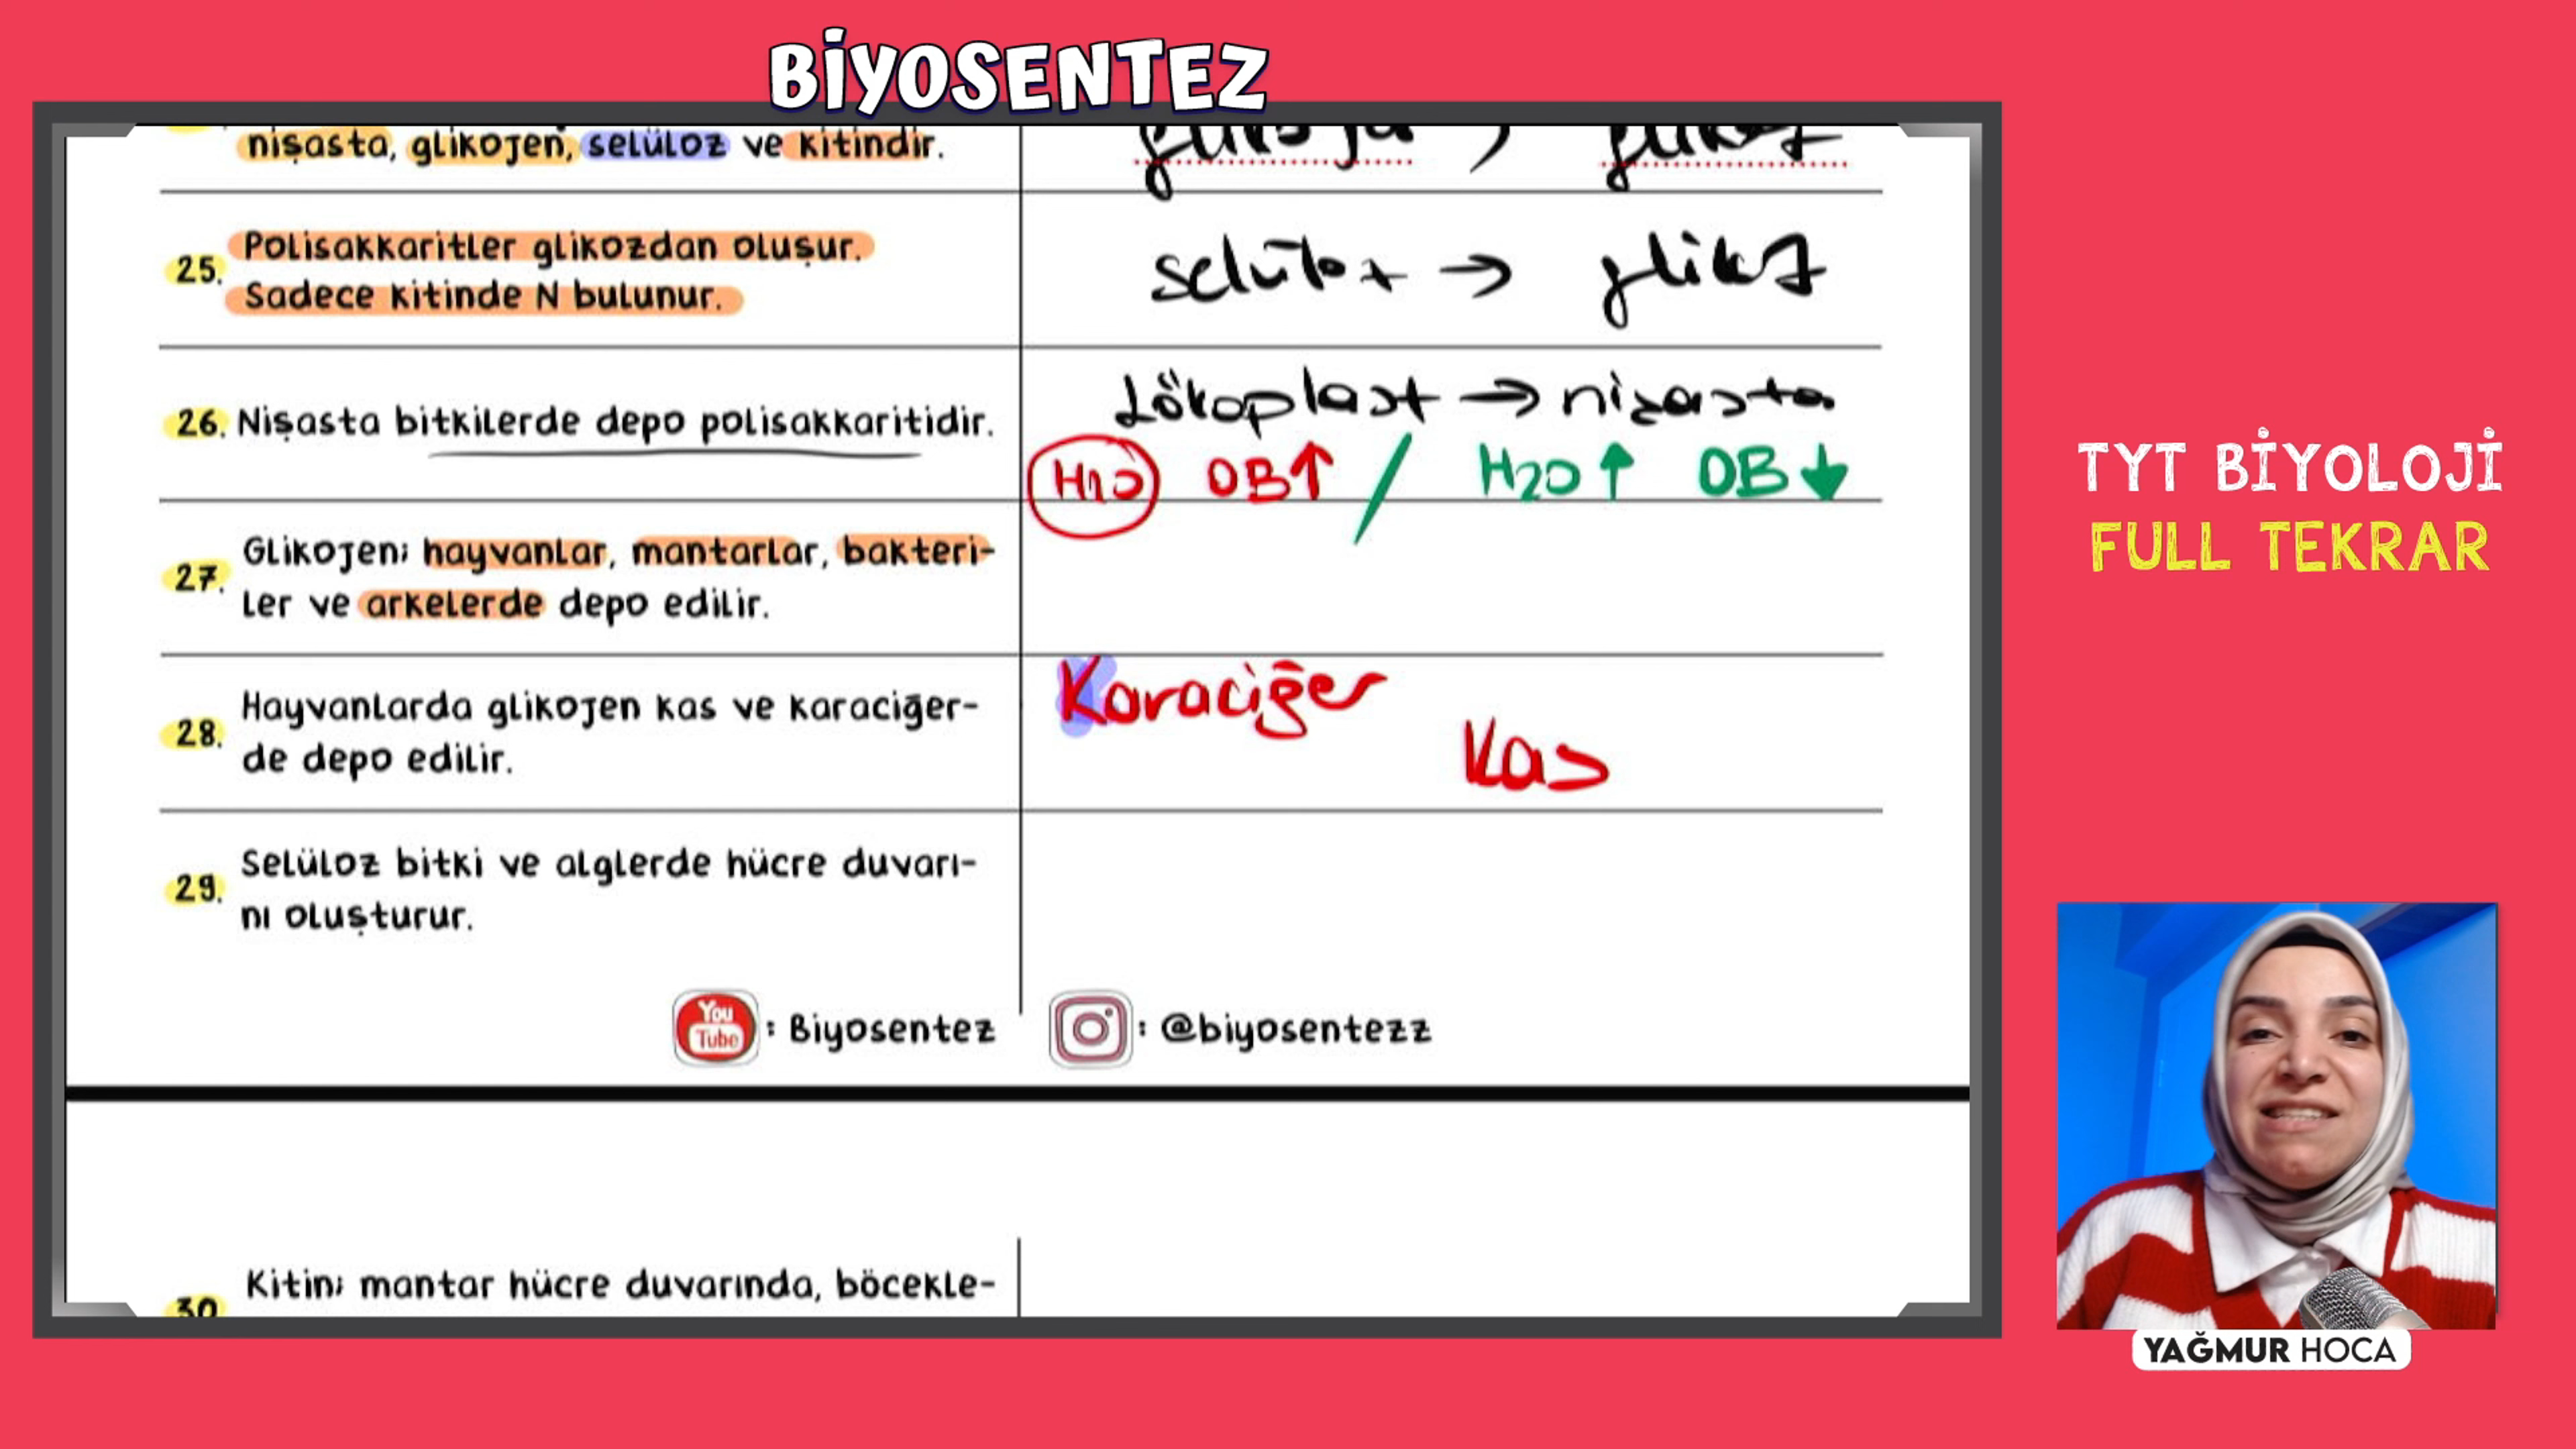 BİYOSENTEZ
nişasta, glikojen, selüloz ve kitindir.
25. Polisakkaritler glikozdan oluşur.
Sadece kitinde N bulunur.
selüloz → glikoz
26. Nişasta bitkilerde depo polisakkaritidir.
Lökoplast → nişasta
H2O OB↑ / H2O↑ OB↓
27. Glikojen; hayvanlar, mantarlar, bakteri-
ler ve arkelerde depo edilir.
28. Hayvanlarda glikojen kas ve karaciğer-
de depo edilir.
Karaciğer
Kas
29. Selüloz bitki ve alglerde hücre duvarı-
nı oluşturur.
You
Tube : Biyosentez
: @biyosentezz
30 Kitin; mantar hücre duvarında, böcekle-
TYT BİYOLOJİ
FULL TEKRAR
YAĞMUR HOCA